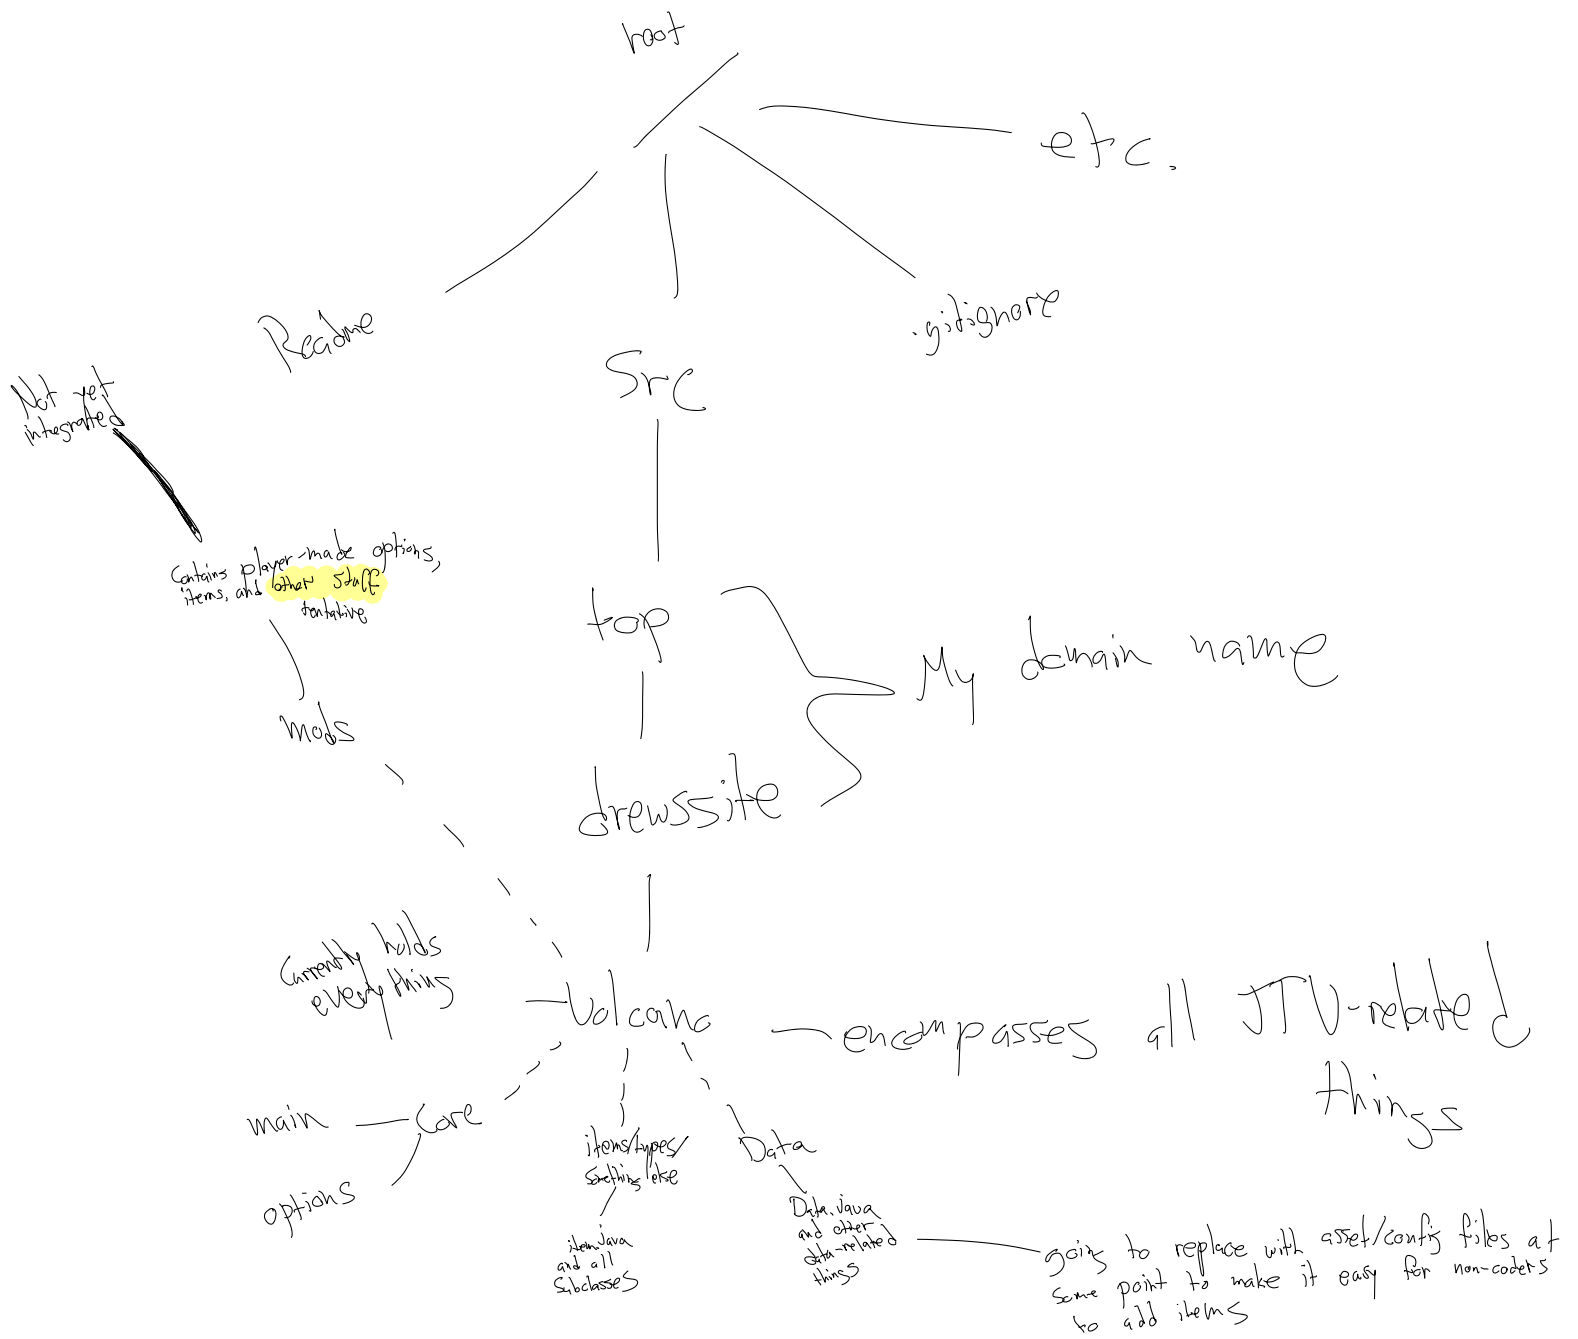 root
etc.
Readme
.gitignore
Src
Not yet
integrated
Contains player-made options,
items, and other stuff
tentative
top
My domain name
mods
drewssite
Currently holds
everything
Volcano
encompasses all JTV-related
things
main
Core
options
items/types/
something else
Data
item.java
and all
Subclasses
Data.java
and other
data-related
things
going to replace with asset/config files at
some point to make it easy for non-coders
to add items